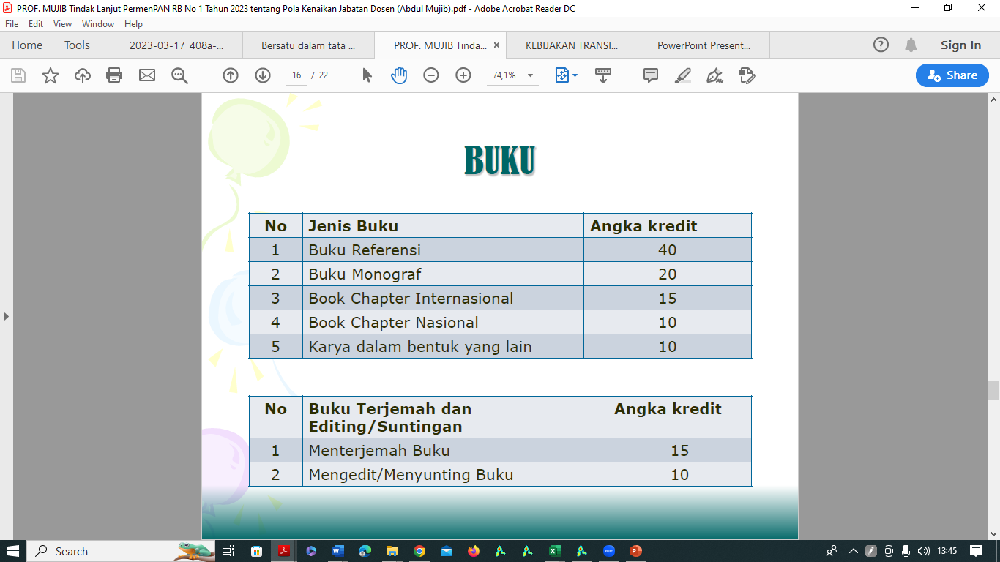 PROF. MUJIB Tindak Lanjut PermenPAN RB No 1 Tahun 2023 tentang Pola Kenaikan Jabatan Dosen (Abdul Mujib).pdf - Adobe Acrobat Reader DC
File Edit View Window Help
Home Tools 2023-03-17_408a-... Bersatu dalam tata ... PROF. MUJIB Tinda... × KEBIJAKAN TRANSI... PowerPoint Present... Sign In
16 / 22 74,1% Share
BUKU
No Jenis Buku Angka kredit
1 Buku Referensi 40
2 Buku Monograf 20
3 Book Chapter Internasional 15
4 Book Chapter Nasional 10
5 Karya dalam bentuk yang lain 10
No Buku Terjemah dan Angka kredit
Editing/Suntingan
1 Menterjemah Buku 15
2 Mengedit/Menyunting Buku 10
Search 13:45